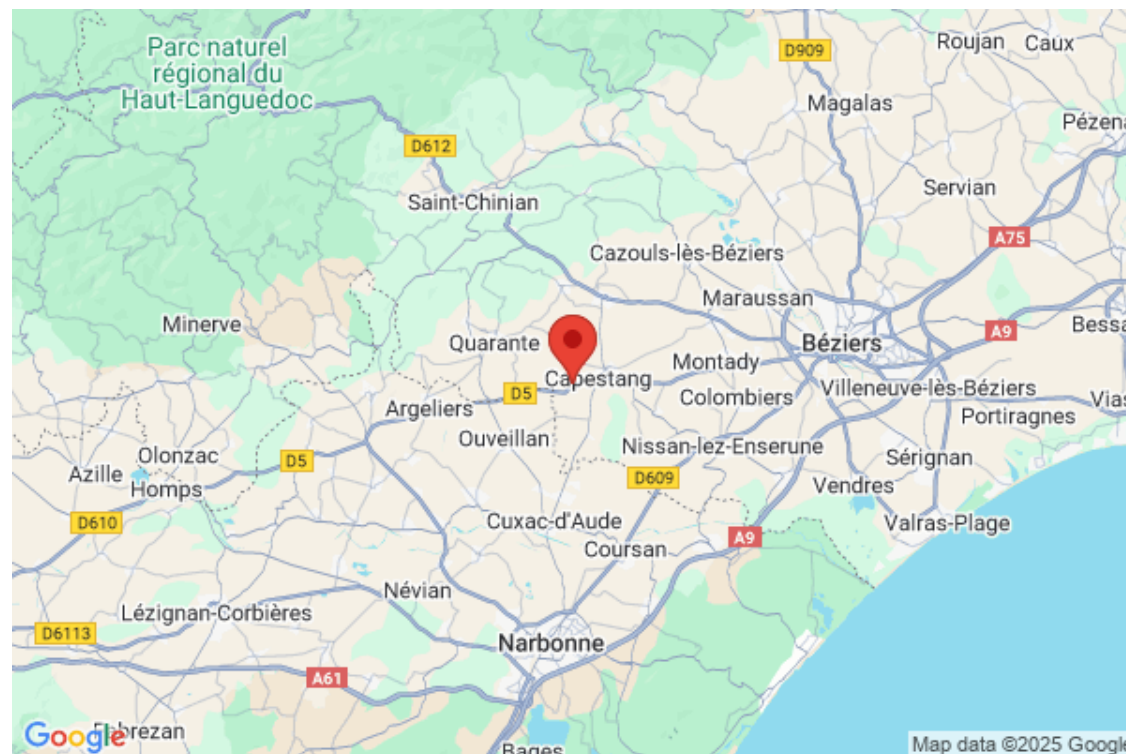 Parc naturel
régional du
Haut-Languedoc
D909
Roujan
Caux
Magalas
Pézena
D612
Servian
Saint-Chinian
A75
Cazouls-lès-Béziers
Maraussan
Minerve
Quarante
Béziers
A9
Bessa
Capestang
Montady
D5
Colombiers
Villeneuve-lès-Béziers
Vias
Argeliers
Portiragnes
Ouveillan
Nissan-lez-Enserune
Olonzac
D5
Sérignan
Azille
Homps
D609
Vendres
D610
Cuxac-d'Aude
Valras-Plage
A9
Coursan
Névian
Lézignan-Corbières
D6113
Narbonne
A61
Google
brezan
Bages
Map data ©2025 Google